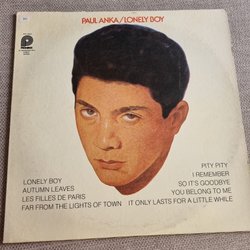 PAUL ANKA/LONELY BOY
LONELY BOY
AUTUMN LEAVES
LES FILLES DE PARIS
FAR FROM THE LIGHTS OF TOWN
PITY PITY
I REMEMBER
SO IT'S GOODBYE
YOU BELONG TO ME
IT ONLY LASTS FOR A LITTLE WHILE